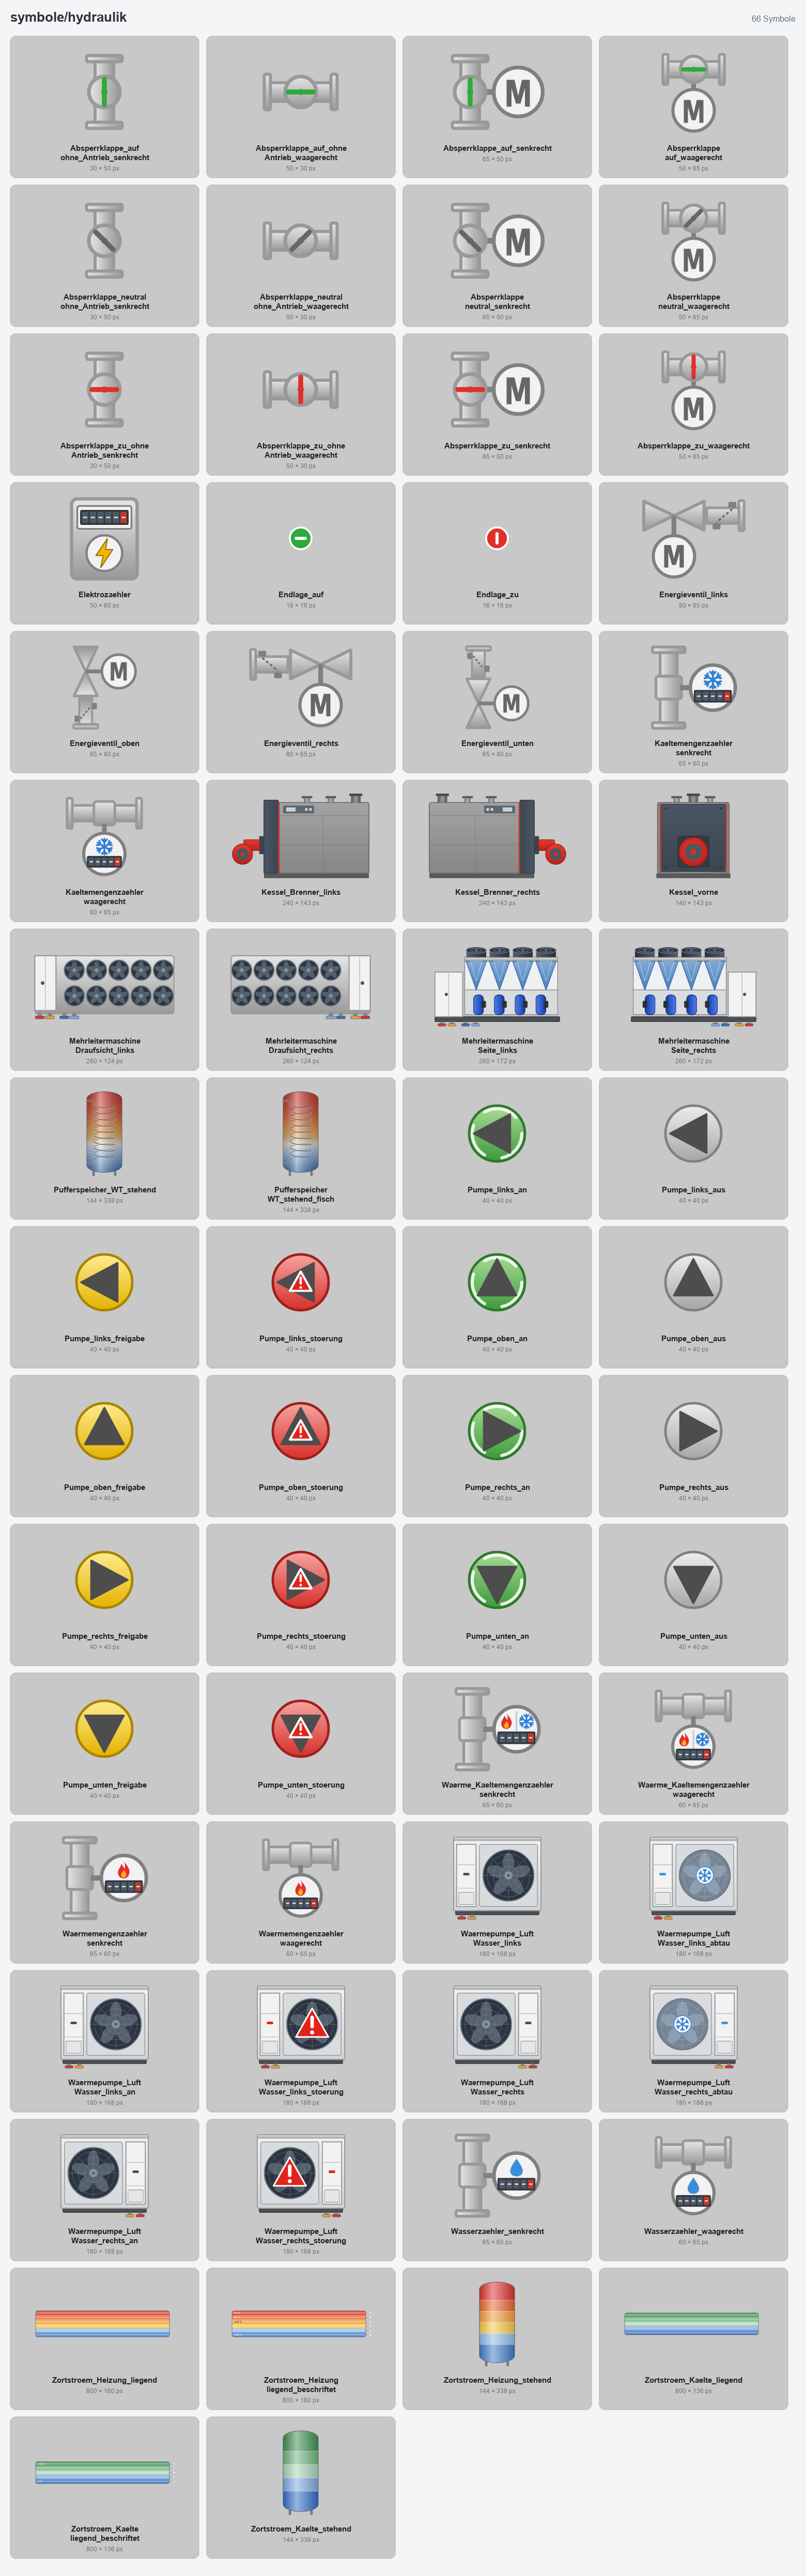 symbole/hydraulik
66 Symbole
Absperrklappe_auf
ohne_Antrieb_senkrecht
30 × 50 px
Absperrklappe_auf_ohne
Antrieb_waagerecht
50 × 30 px
M
Absperrklappe_auf_senkrecht
65 × 50 px
M
Absperrklappe
auf_waagerecht
50 × 65 px
Absperrklappe_neutral
ohne_Antrieb_senkrecht
30 × 50 px
Absperrklappe_neutral
ohne_Antrieb_waagerecht
50 × 30 px
M
Absperrklappe
neutral_senkrecht
65 × 50 px
M
Absperrklappe
neutral_waagerecht
50 × 65 px
Absperrklappe_zu_ohne
Antrieb_senkrecht
30 × 50 px
Absperrklappe_zu_ohne
Antrieb_waagerecht
50 × 30 px
M
Absperrklappe_zu_senkrecht
65 × 50 px
M
Absperrklappe_zu_waagerecht
50 × 65 px
Elektrozaehler
50 × 60 px
Endlage_auf
16 × 16 px
Endlage_zu
16 × 16 px
M
Energieventil_links
80 × 65 px
M
Energieventil_oben
65 × 80 px
M
Energieventil_rechts
80 × 65 px
M
Energieventil_unten
65 × 80 px
Kaeltemengenzaehler
senkrecht
65 × 60 px
Kaeltemengenzaehler
waagerecht
60 × 65 px
Kessel_Brenner_links
240 × 143 px
Kessel_Brenner_rechts
240 × 143 px
Kessel_vorne
140 × 143 px
Mehrleitermaschine
Draufsicht_links
260 × 124 px
Mehrleitermaschine
Draufsicht_rechts
260 × 124 px
Mehrleitermaschine
Seite_links
260 × 172 px
Mehrleitermaschine
Seite_rechts
260 × 172 px
Pufferspeicher_WT_stehend
144 × 338 px
Pufferspeicher
WT_stehend_fisch
144 × 338 px
Pumpe_links_an
40 × 40 px
Pumpe_links_aus
40 × 40 px
Pumpe_links_freigabe
40 × 40 px
Pumpe_links_stoerung
40 × 40 px
Pumpe_oben_an
40 × 40 px
Pumpe_oben_aus
40 × 40 px
Pumpe_oben_freigabe
40 × 40 px
Pumpe_oben_stoerung
40 × 40 px
Pumpe_rechts_an
40 × 40 px
Pumpe_rechts_aus
40 × 40 px
Pumpe_rechts_freigabe
40 × 40 px
Pumpe_rechts_stoerung
40 × 40 px
Pumpe_unten_an
40 × 40 px
Pumpe_unten_aus
40 × 40 px
Pumpe_unten_freigabe
40 × 40 px
Pumpe_unten_stoerung
40 × 40 px
Waerme_Kaeltemengenzaehler
senkrecht
65 × 60 px
Waerme_Kaeltemengenzaehler
waagerecht
60 × 65 px
Waermemengenzaehler
senkrecht
65 × 60 px
Waermemengenzaehler
waagerecht
60 × 65 px
Waermepumpe_Luft
Wasser_links
180 × 168 px
Waermepumpe_Luft
Wasser_links_abtau
180 × 168 px
Waermepumpe_Luft
Wasser_links_an
180 × 168 px
Waermepumpe_Luft
Wasser_links_stoerung
180 × 168 px
Waermepumpe_Luft
Wasser_rechts
180 × 168 px
Waermepumpe_Luft
Wasser_rechts_abtau
180 × 168 px
Waermepumpe_Luft
Wasser_rechts_an
180 × 168 px
Waermepumpe_Luft
Wasser_rechts_stoerung
180 × 168 px
Wasserzaehler_senkrecht
65 × 60 px
Wasserzaehler_waagerecht
60 × 65 px
Zortstroem_Heizung_liegend
800 × 160 px
Zortstroem_Heizung
liegend_beschriftet
800 × 160 px
Zortstroem_Heizung_stehend
144 × 338 px
Zortstroem_Kaelte_liegend
800 × 136 px
Zortstroem_Kaelte
liegend_beschriftet
800 × 136 px
Zortstroem_Kaelte_stehend
144 × 338 px